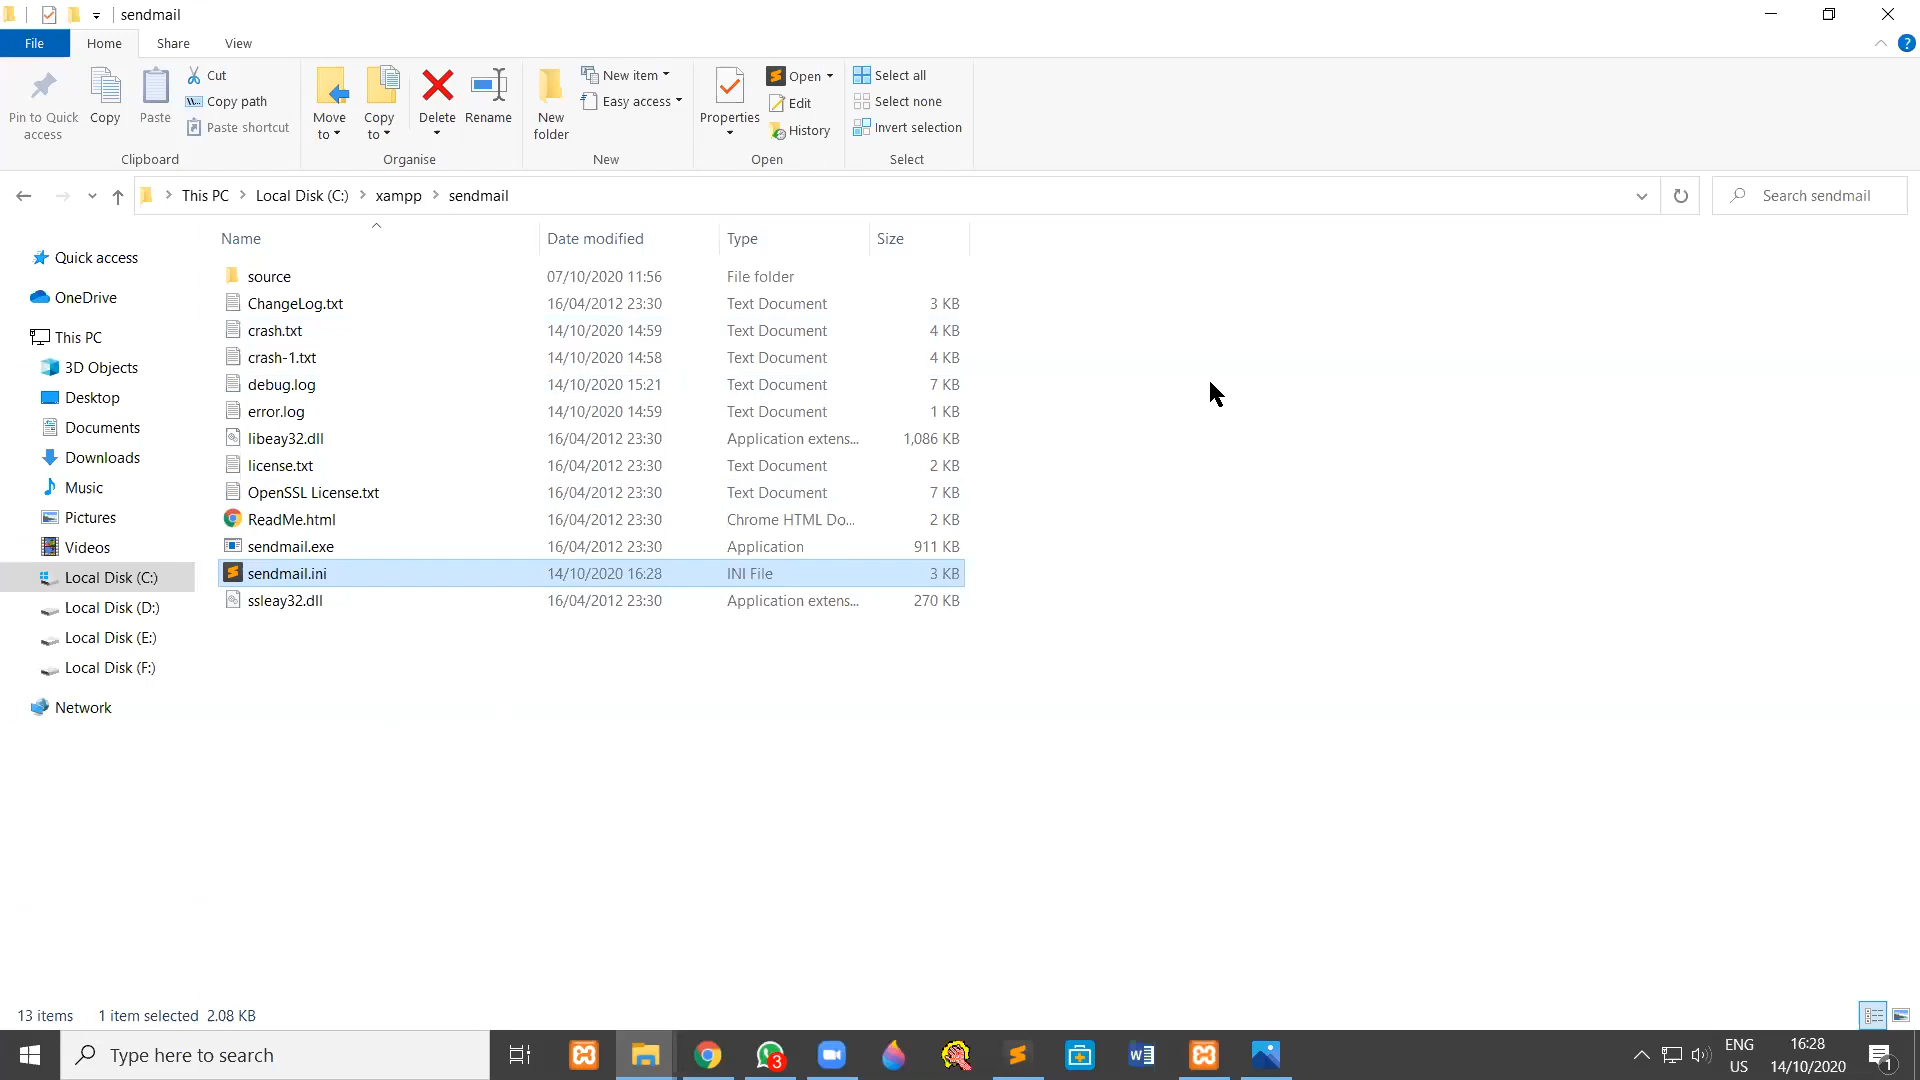 sendmail
File Home Share View
Pin to Quick access
Copy
Paste
Cut
Copy path
Paste shortcut
Clipboard
Move to
Copy to
Delete
Rename
Organise
New folder
New item
Easy access
New
Properties
Open
Edit
History
Open
Select all
Select none
Invert selection
Select
This PC Local Disk (C:) xampp sendmail
Search sendmail
Quick access
OneDrive
This PC
3D Objects
Desktop
Documents
Downloads
Music
Pictures
Videos
Local Disk (C:)
Local Disk (D:)
Local Disk (E:)
Local Disk (F:)
Network
Name Date modified Type Size
source 07/10/2020 11:56 File folder
ChangeLog.txt 16/04/2012 23:30 Text Document 3 KB
crash.txt 14/10/2020 14:59 Text Document 4 KB
crash-1.txt 14/10/2020 14:58 Text Document 4 KB
debug.log 14/10/2020 15:21 Text Document 7 KB
error.log 14/10/2020 14:59 Text Document 1 KB
libeay32.dll 16/04/2012 23:30 Application extens... 1,086 KB
license.txt 16/04/2012 23:30 Text Document 2 KB
OpenSSL License.txt 16/04/2012 23:30 Text Document 7 KB
ReadMe.html 16/04/2012 23:30 Chrome HTML Do... 2 KB
sendmail.exe 16/04/2012 23:30 Application 911 KB
sendmail.ini 14/10/2020 16:28 INI File 3 KB
ssleay32.dll 16/04/2012 23:30 Application extens... 270 KB
13 items 1 item selected 2.08 KB
Type here to search
3
ENG
US
16:28
14/10/2020
1